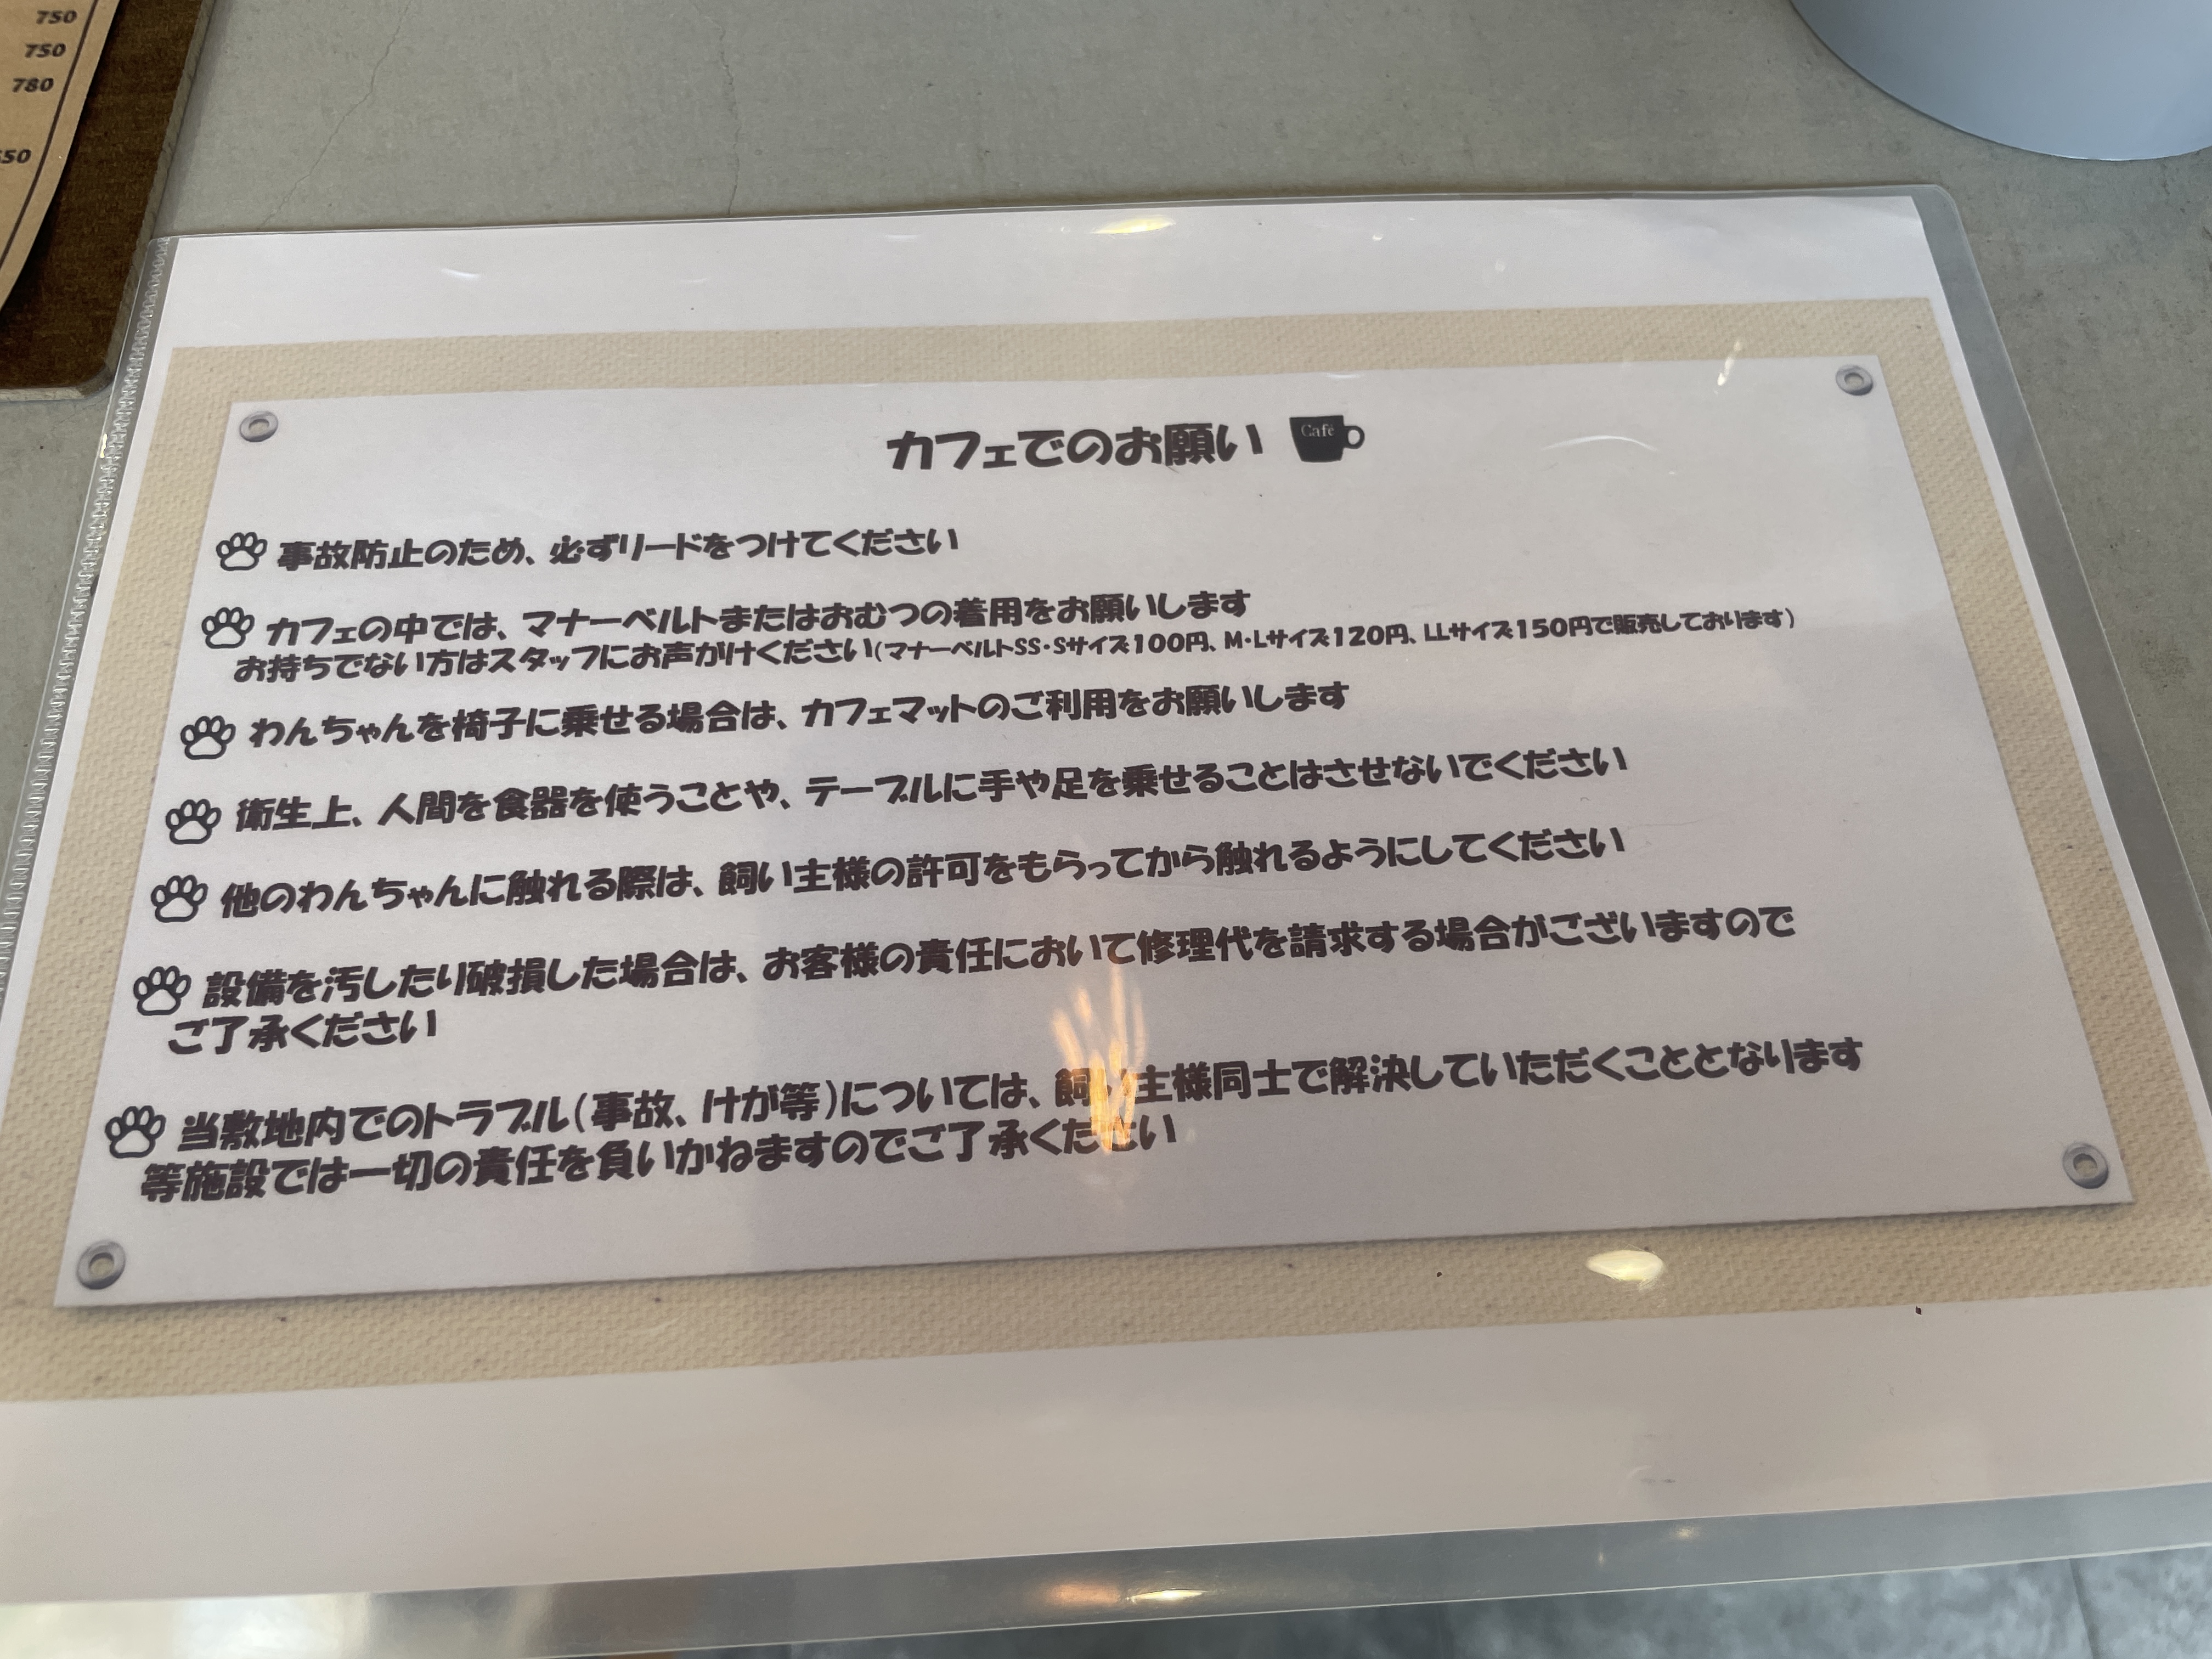 750
750
780
50
カフェでのお願い
Café
事故防止のため、必ずリードをつけてください
カフェの中では、マナーベルトまたはおむつの着用をお願いします
お持ちでない方はスタッフにお声がけください(マナーベルトSS・Sサイズ100円、M・Lサイズ120円、LLサイズ150円で販売しております)
わんちゃんを椅子に乗せる場合は、カフェマットのご利用をお願いします
衛生上、人間を食器を使うことや、テーブルに手や足を乗せることはさせないでください
他のわんちゃんに触れる際は、飼い主様の許可をもらってから触れるようにしてください
設備を汚したり破損した場合は、お客様の責任において修理代を請求する場合がございますので
ご了承ください
当敷地内でのトラブル(事故、けが等)については、飼い主様同士で解決していただくこととなります
等施設では一切の責任を負いかねますのでご了承ください